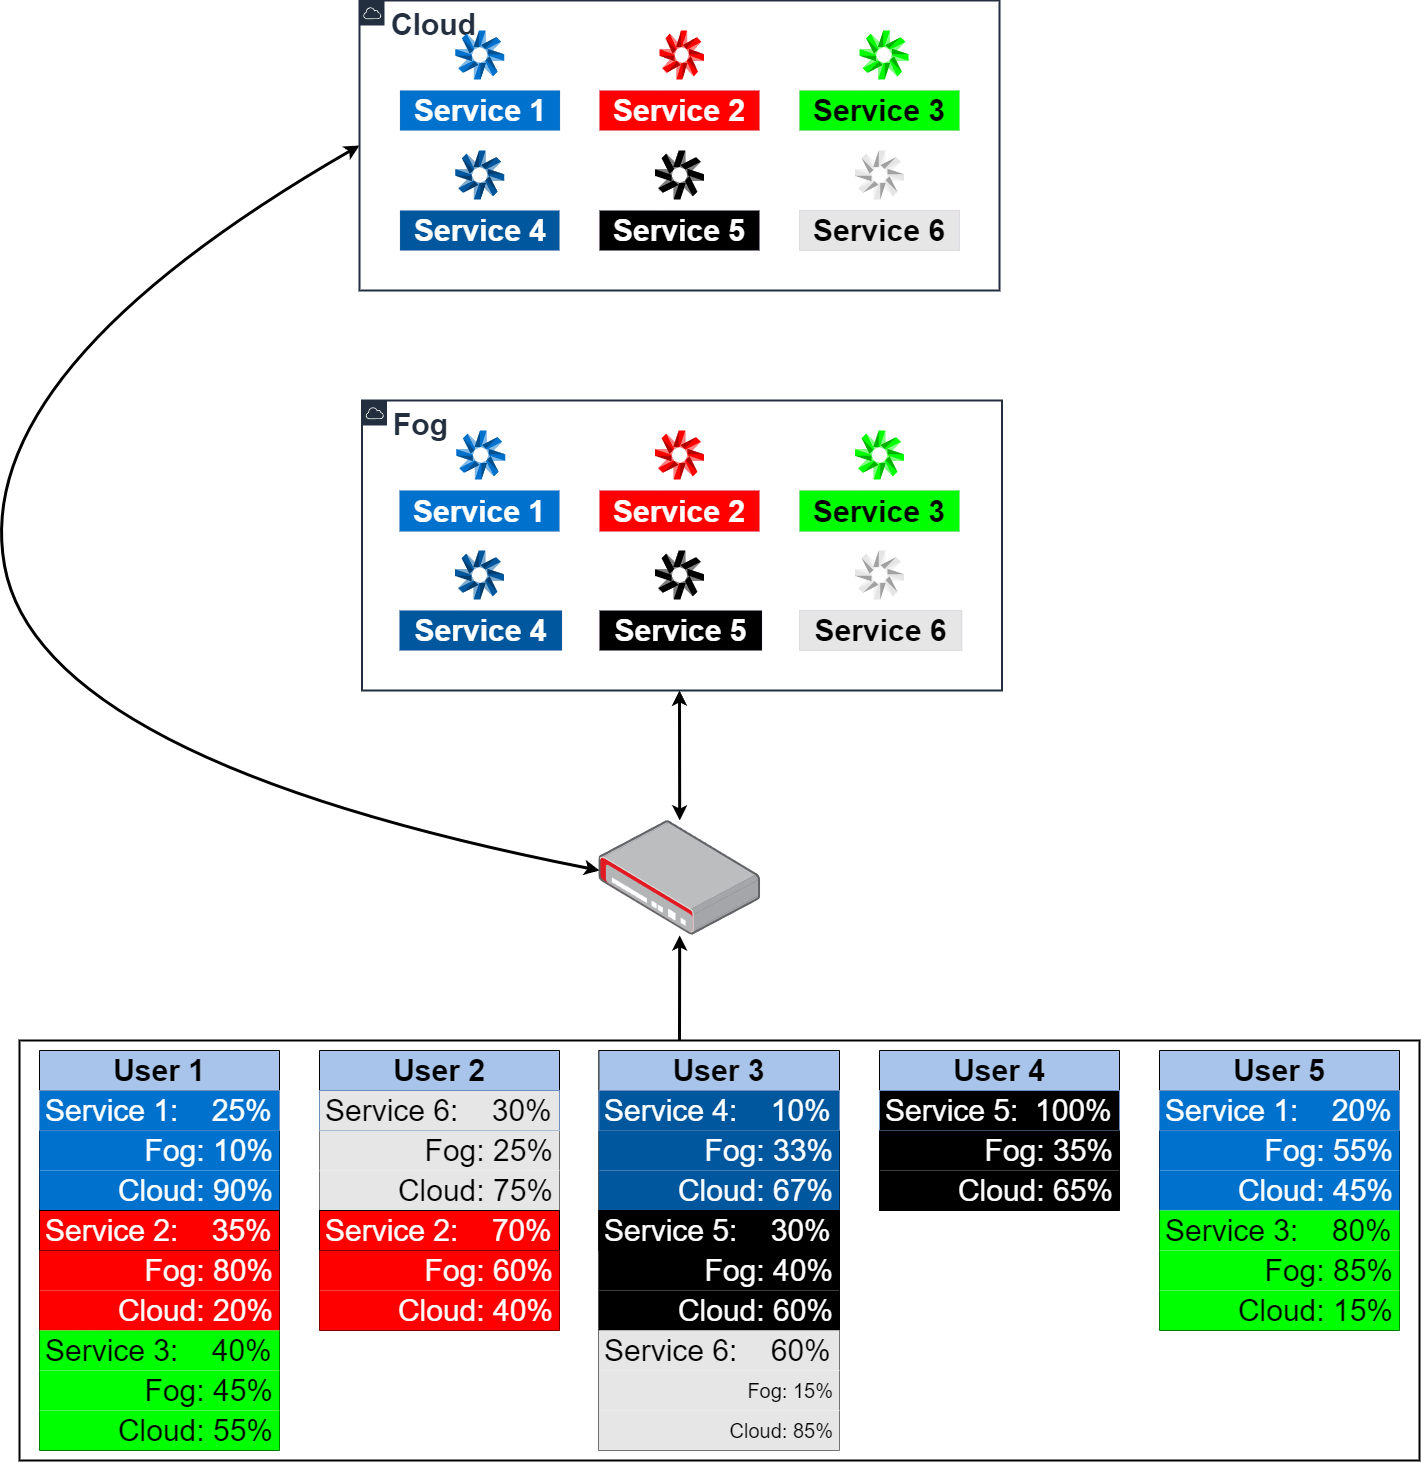 Cloud
Service 1
Service 2
Service 3
Service 4
Service 5
Service 6
Fog
Service 1
Service 2
Service 3
Service 4
Service 5
Service 6
User 1
Service 1: 25%
Fog: 10%
Cloud: 90%
Service 2: 35%
Fog: 80%
Cloud: 20%
Service 3: 40%
Fog: 45%
Cloud: 55%
User 2
Service 6: 30%
Fog: 25%
Cloud: 75%
Service 2: 70%
Fog: 60%
Cloud: 40%
User 3
Service 4: 10%
Fog: 33%
Cloud: 67%
Service 5: 30%
Fog: 40%
Cloud: 60%
Service 6: 60%
Fog: 15%
Cloud: 85%
User 4
Service 5: 100%
Fog: 35%
Cloud: 65%
User 5
Service 1: 20%
Fog: 55%
Cloud: 45%
Service 3: 80%
Fog: 85%
Cloud: 15%